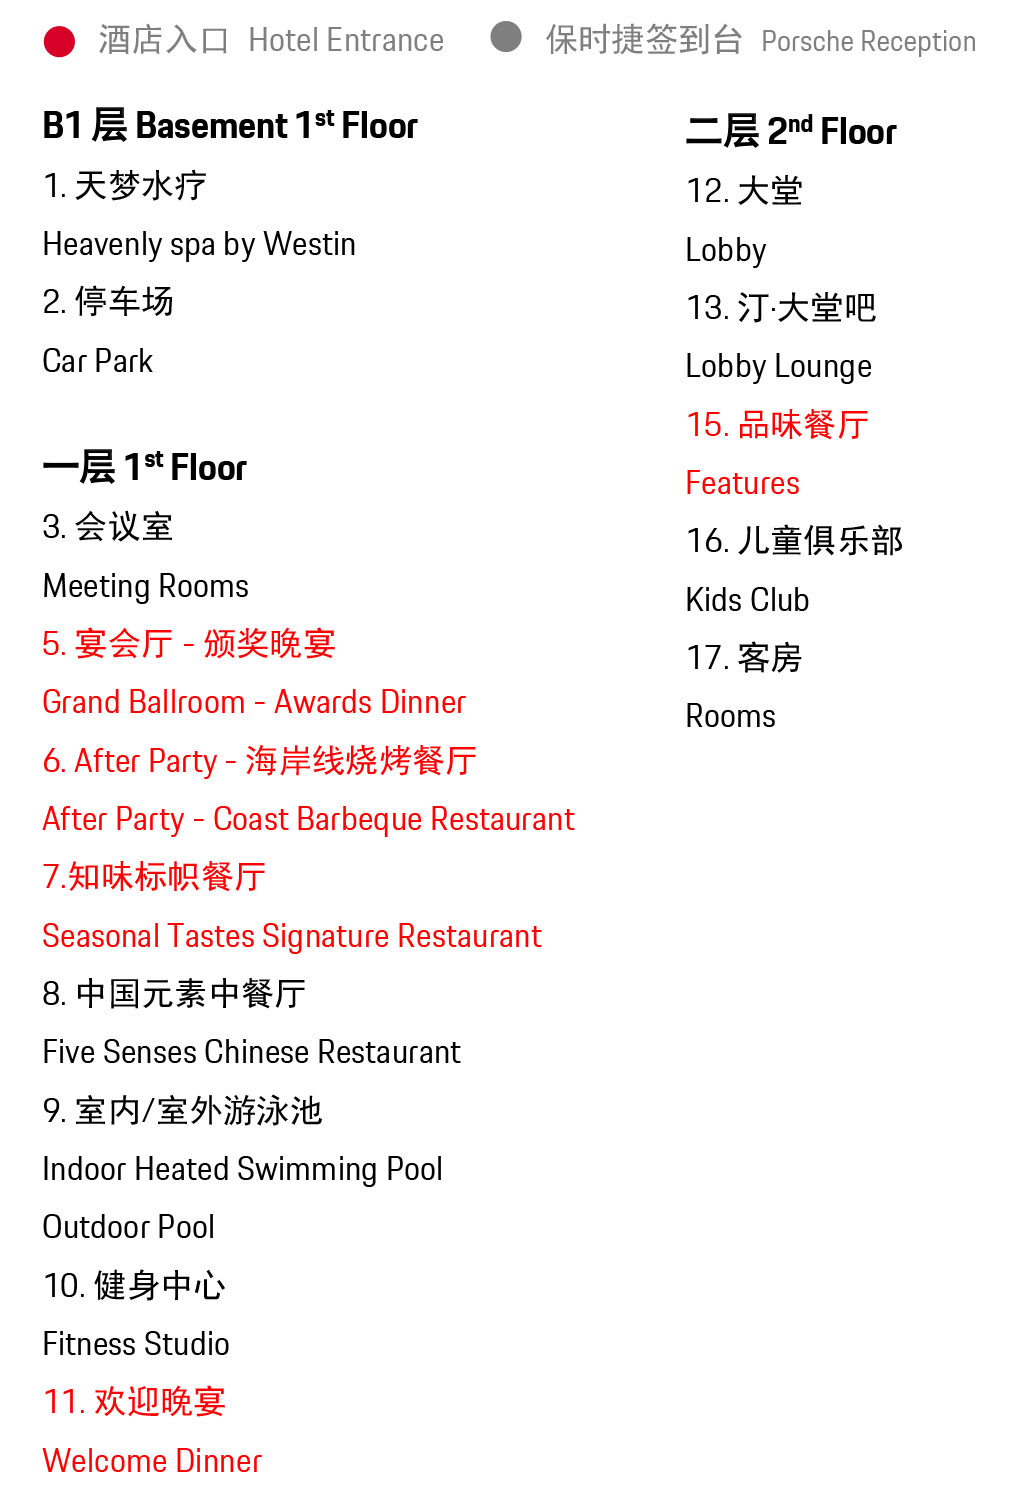 酒店入口 Hotel Entrance
保时捷签到台 Porsche Reception
B1 层 Basement 1st Floor
1. 天梦水疗
Heavenly spa by Westin
2. 停车场
Car Park
一层 1st Floor
3. 会议室
Meeting Rooms
5. 宴会厅 - 颁奖晚宴
Grand Ballroom - Awards Dinner
6. After Party - 海岸线烧烤餐厅
After Party - Coast Barbeque Restaurant
7.知味标帜餐厅
Seasonal Tastes Signature Restaurant
8. 中国元素中餐厅
Five Senses Chinese Restaurant
9. 室内/室外游泳池
Indoor Heated Swimming Pool
Outdoor Pool
10. 健身中心
Fitness Studio
11. 欢迎晚宴
Welcome Dinner
二层 2nd Floor
12. 大堂
Lobby
13. 汀·大堂吧
Lobby Lounge
15. 品味餐厅
Features
16. 儿童俱乐部
Kids Club
17. 客房
Rooms